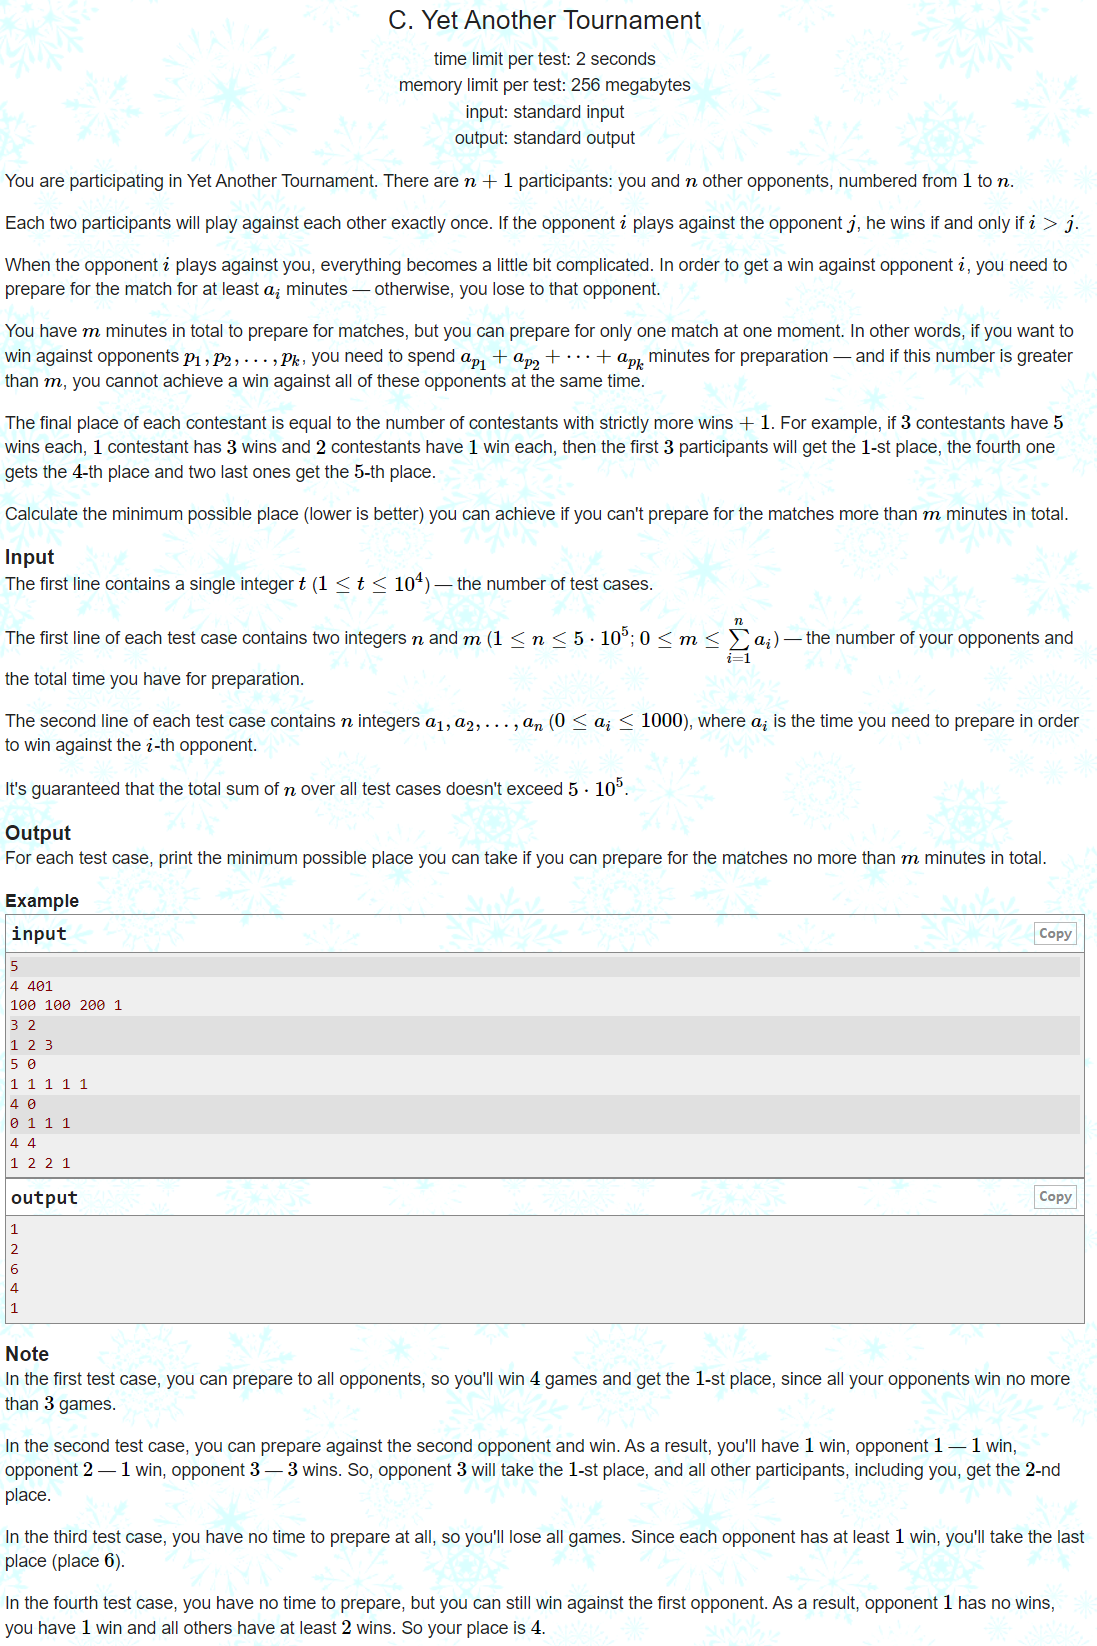 C. Yet Another Tournament
time limit per test: 2 seconds
memory limit per test: 256 megabytes
input: standard input
output: standard output
You are participating in Yet Another Tournament. There are n + 1 participants: you and n other opponents, numbered from 1 to n.
Each two participants will play against each other exactly once. If the opponent i plays against the opponent j, he wins if and only if i > j.
When the opponent i plays against you, everything becomes a little bit complicated. In order to get a win against opponent i, you need to
prepare for the match for at least a_i minutes — otherwise, you lose to that opponent.
You have m minutes in total to prepare for matches, but you can prepare for only one match at one moment. In other words, if you want to
win against opponents p_1, p_2, . . . , p_k, you need to spend a_{p_1} + a_{p_2} + · · · + a_{p_k} minutes for preparation — and if this number is greater
than m, you cannot achieve a win against all of these opponents at the same time.
The final place of each contestant is equal to the number of contestants with strictly more wins + 1. For example, if 3 contestants have 5
wins each, 1 contestant has 3 wins and 2 contestants have 1 win each, then the first 3 participants will get the 1-st place, the fourth one
gets the 4-th place and two last ones get the 5-th place.
Calculate the minimum possible place (lower is better) you can achieve if you can't prepare for the matches more than m minutes in total.
Input
The first line contains a single integer t (1 ≤ t ≤ 10^4) — the number of test cases.
The first line of each test case contains two integers n and m (1 ≤ n ≤ 5 · 10^5; 0 ≤ m ≤ \sum_{i=1}^{n} a_i) — the number of your opponents and
the total time you have for preparation.
The second line of each test case contains n integers a_1, a_2, . . . , a_n (0 ≤ a_i ≤ 1000), where a_i is the time you need to prepare in order
to win against the i-th opponent.
It's guaranteed that the total sum of n over all test cases doesn't exceed 5 · 10^5.
Output
For each test case, print the minimum possible place you can take if you can prepare for the matches no more than m minutes in total.
Example
input Copy
5
4 401
100 100 200 1
3 2
1 2 3
5 0
1 1 1 1 1
4 0
0 1 1 1
4 4
1 2 2 1
output Copy
1
2
6
4
1
Note
In the first test case, you can prepare to all opponents, so you'll win 4 games and get the 1-st place, since all your opponents win no more
than 3 games.
In the second test case, you can prepare against the second opponent and win. As a result, you'll have 1 win, opponent 1 — 1 win,
opponent 2 — 1 win, opponent 3 — 3 wins. So, opponent 3 will take the 1-st place, and all other participants, including you, get the 2-nd
place.
In the third test case, you have no time to prepare at all, so you'll lose all games. Since each opponent has at least 1 win, you'll take the last
place (place 6).
In the fourth test case, you have no time to prepare, but you can still win against the first opponent. As a result, opponent 1 has no wins,
you have 1 win and all others have at least 2 wins. So your place is 4.